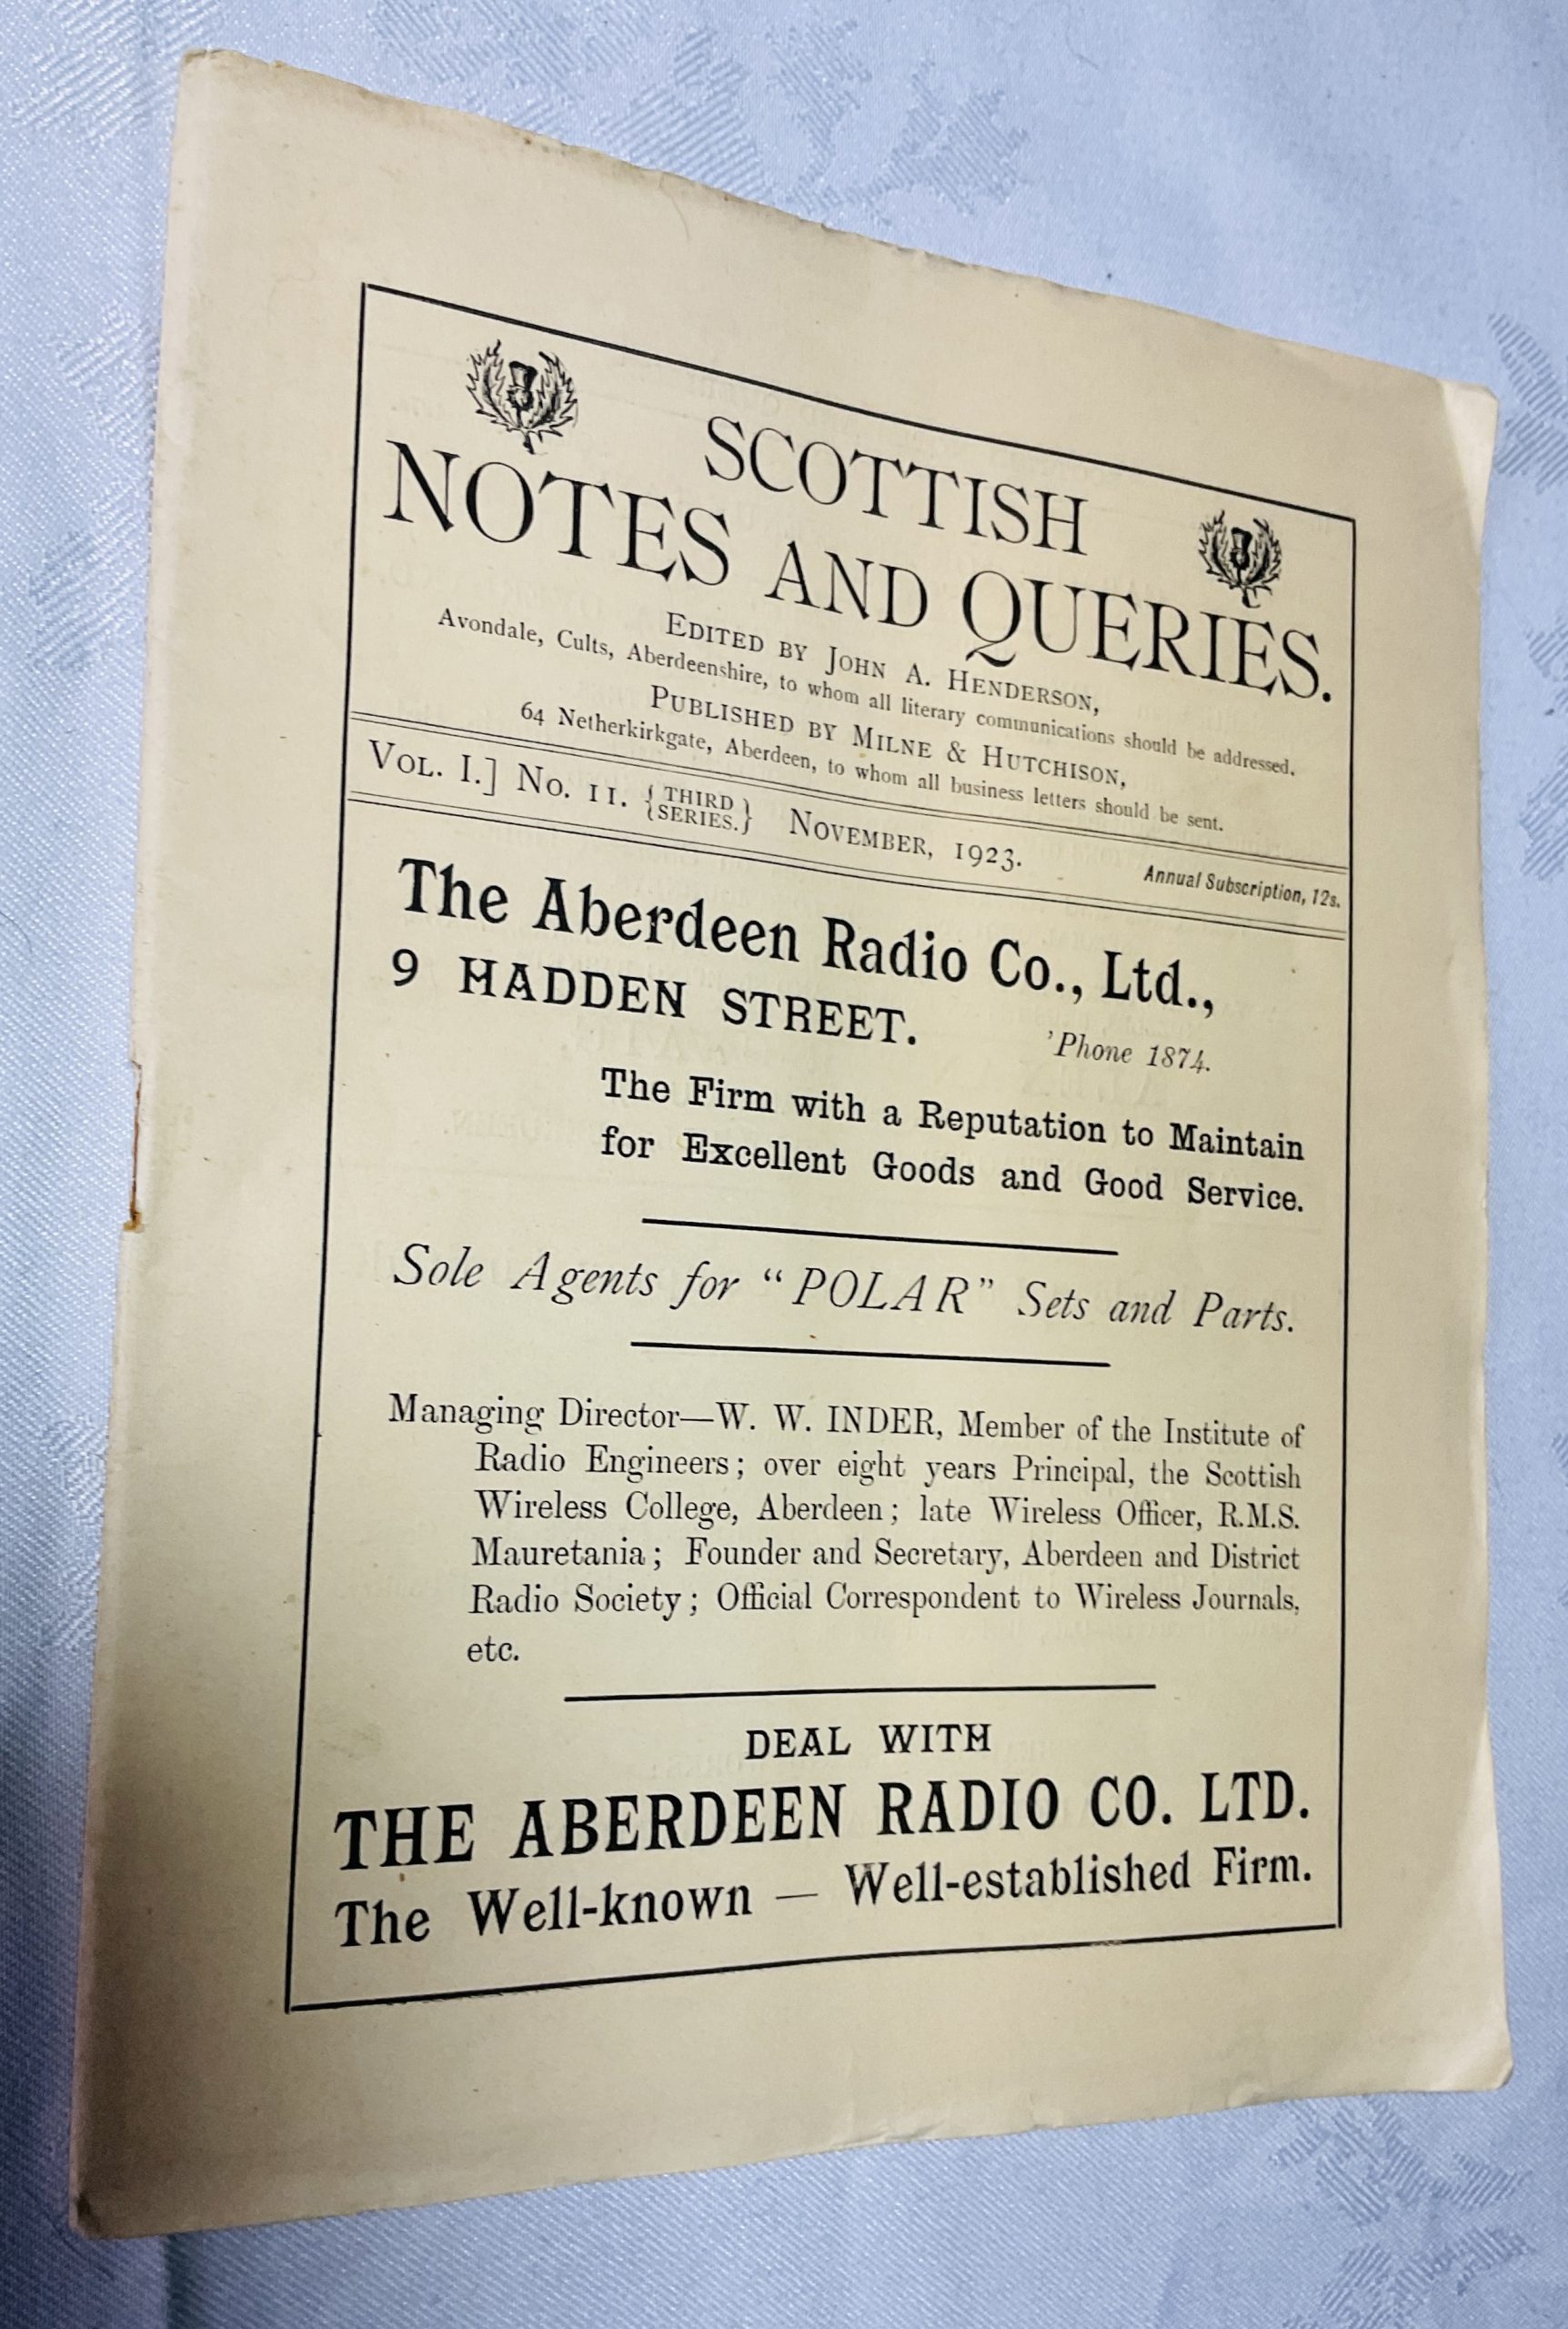 SCOTTISH
NOTES AND QUERIES.
EDITED BY JOHN A. HENDERSON,
Avondale, Cults, Aberdeenshire, to whom all literary communications should be addressed.
PUBLISHED BY MILNE & HUTCHISON,
64 Netherkirkgate, Aberdeen, to whom all business letters should be sent.
VOL. I.] No. 11. {THIRD SERIES.} NOVEMBER, 1923. Annual Subscription, 12s.
The Aberdeen Radio Co., Ltd.,
9 HADDEN STREET. 'Phone 1874.
The Firm with a Reputation to Maintain
for Excellent Goods and Good Service.
Sole Agents for "POLAR" Sets and Parts.
Managing Director—W. W. INDER, Member of the Institute of
Radio Engineers; over eight years Principal, the Scottish
Wireless College, Aberdeen; late Wireless Officer, R.M.S.
Mauretania; Founder and Secretary, Aberdeen and District
Radio Society; Official Correspondent to Wireless Journals,
etc.
DEAL WITH
THE ABERDEEN RADIO CO. LTD.
The Well-known — Well-established Firm.